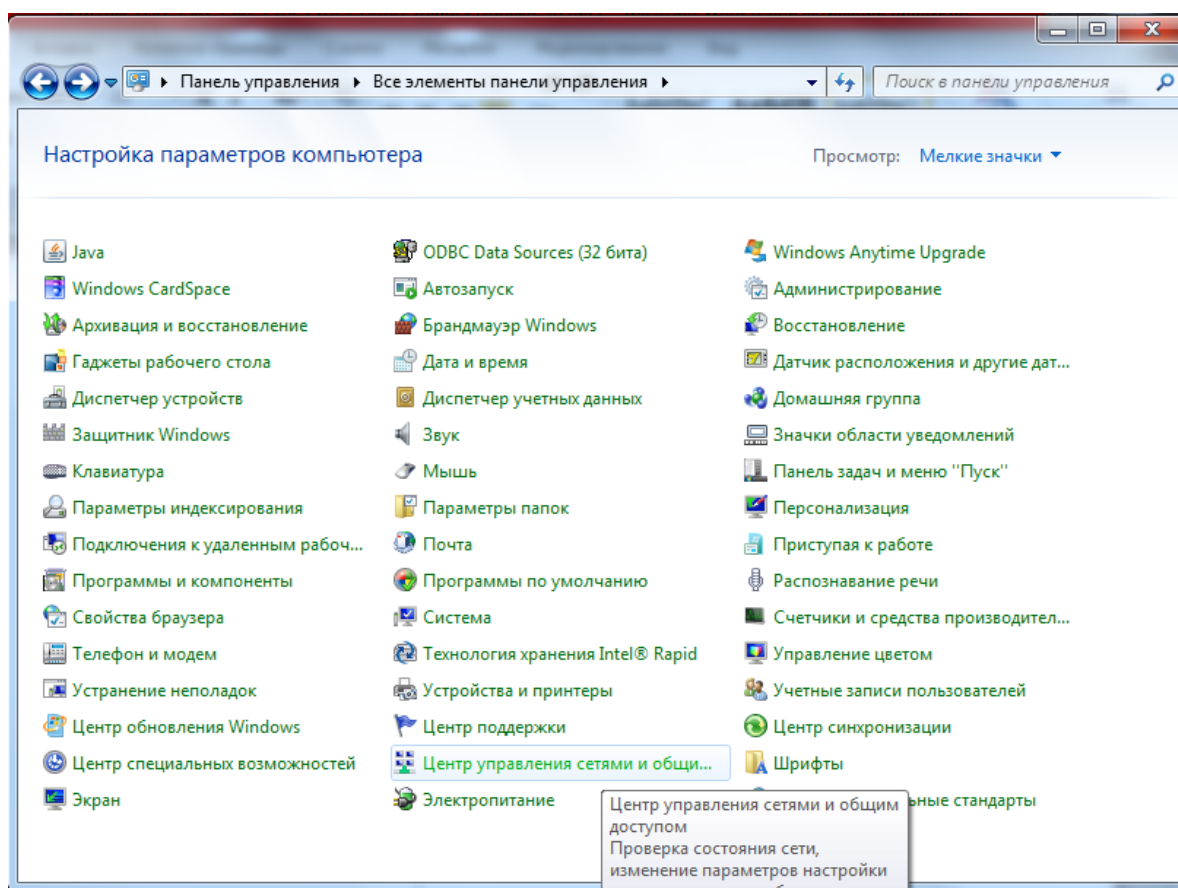 Панель управления ▸ Все элементы панели управления ▸
Поиск в панели управления
Настройка параметров компьютера
Просмотр: Мелкие значки
Java
ODBC Data Sources (32 бита)
Windows Anytime Upgrade
Windows CardSpace
Автозапуск
Администрирование
Архивация и восстановление
Брандмауэр Windows
Восстановление
Гаджеты рабочего стола
Дата и время
Датчик расположения и другие дат...
Диспетчер устройств
Диспетчер учетных данных
Домашняя группа
Защитник Windows
Звук
Значки области уведомлений
Клавиатура
Мышь
Панель задач и меню "Пуск"
Параметры индексирования
Параметры папок
Персонализация
Подключения к удаленным рабоч...
Почта
Приступая к работе
Программы и компоненты
Программы по умолчанию
Распознавание речи
Свойства браузера
Система
Счетчики и средства производител...
Телефон и модем
Технология хранения Intel® Rapid
Управление цветом
Устранение неполадок
Устройства и принтеры
Учетные записи пользователей
Центр обновления Windows
Центр поддержки
Центр синхронизации
Центр специальных возможностей
Центр управления сетями и общи...
Шрифты
Экран
Электропитание
ьные стандарты
Центр управления сетями и общим
доступом
Проверка состояния сети,
изменение параметров настройки